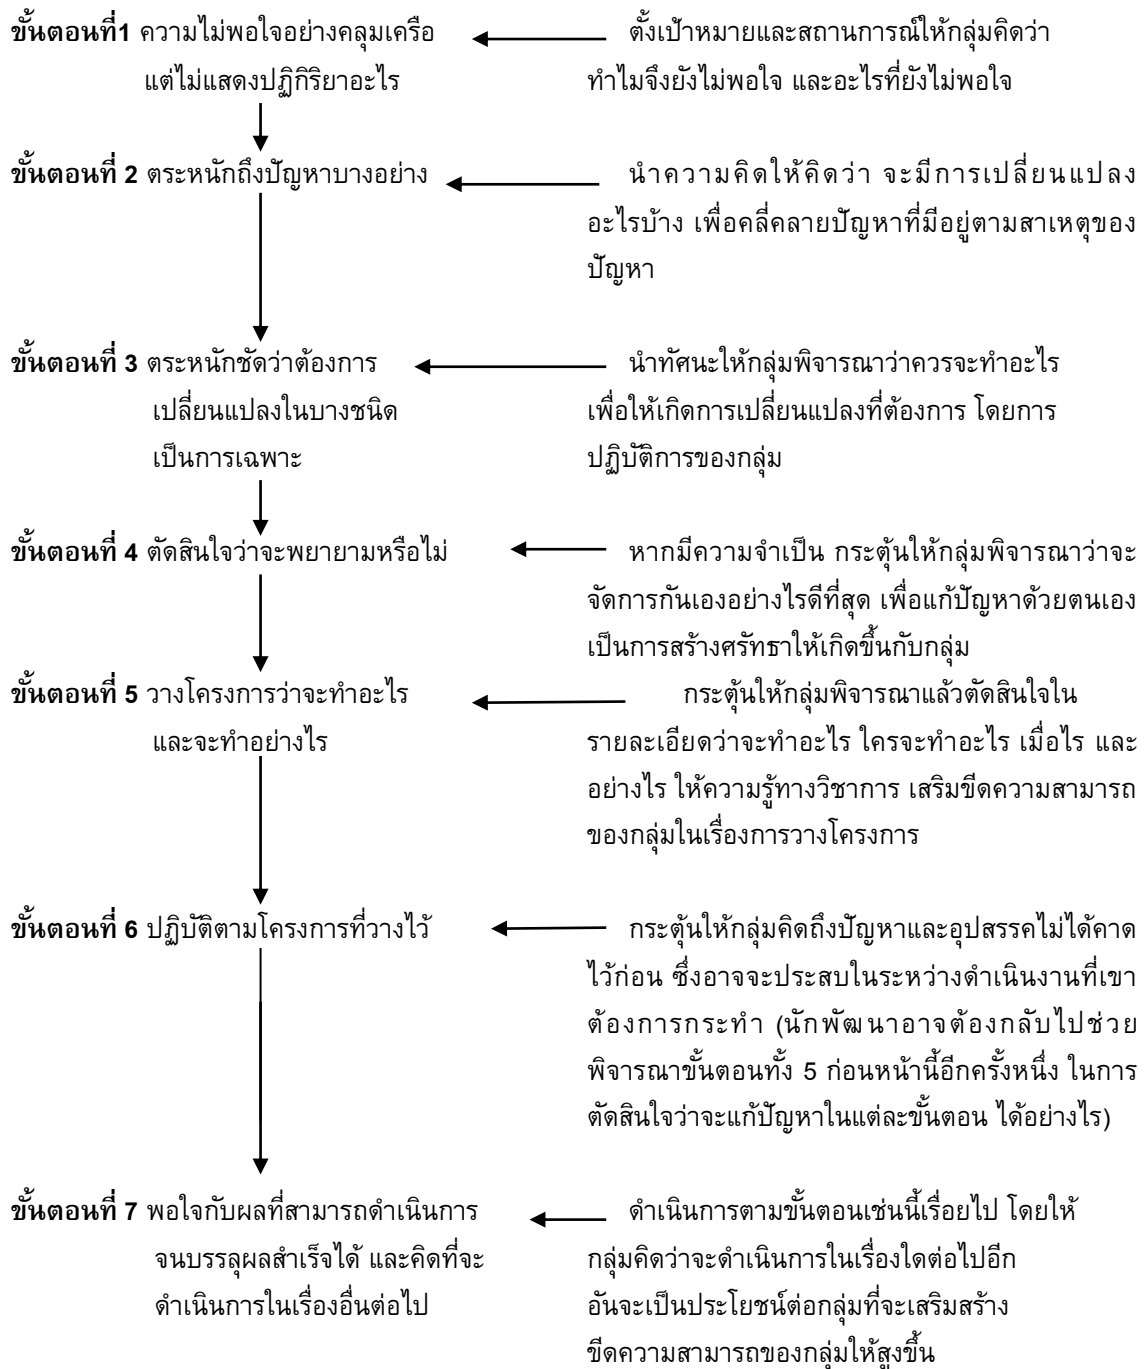 ขั้นตอนที่1 ความไม่พอใจอย่างคลุมเครือ
แต่ไม่แสดงปฏิกิริยาอะไร
ตั้งเป้าหมายและสถานการณ์ให้กลุ่มคิดว่า
ทำไมจึงยังไม่พอใจ และอะไรที่ยังไม่พอใจ
ขั้นตอนที่ 2 ตระหนักถึงปัญหาบางอย่าง
นำความคิดให้คิดว่า จะมีการเปลี่ยนแปลง
อะไรบ้าง เพื่อคลี่คลายปัญหาที่มีอยู่ตามสาเหตุของ
ปัญหา
ขั้นตอนที่ 3 ตระหนักชัดว่าต้องการ
เปลี่ยนแปลงในบางชนิด
เป็นการเฉพาะ
นำทัศนะให้กลุ่มพิจารณาว่าควรจะทำอะไร
เพื่อให้เกิดการเปลี่ยนแปลงที่ต้องการ โดยการ
ปฏิบัติการของกลุ่ม
ขั้นตอนที่ 4 ตัดสินใจว่าจะพยายามหรือไม่
หากมีความจำเป็น กระตุ้นให้กลุ่มพิจารณาว่าจะ
จัดการกันเองอย่างไรดีที่สุด เพื่อแก้ปัญหาด้วยตนเอง
เป็นการสร้างศรัทธาให้เกิดขึ้นกับกลุ่ม
ขั้นตอนที่ 5 วางโครงการว่าจะทำอะไร
และจะทำอย่างไร
กระตุ้นให้กลุ่มพิจารณาแล้วตัดสินใจใน
รายละเอียดว่าจะทำอะไร ใครจะทำอะไร เมื่อไร และ
อย่างไร ให้ความรู้ทางวิชาการ เสริมขีดความสามารถ
ของกลุ่มในเรื่องการวางโครงการ
ขั้นตอนที่ 6 ปฏิบัติตามโครงการที่วางไว้
กระตุ้นให้กลุ่มคิดถึงปัญหาและอุปสรรคไม่ได้คาด
ไว้ก่อน ซึ่งอาจจะประสบในระหว่างดำเนินงานที่เขา
ต้องการกระทำ (นักพัฒนาอาจต้องกลับไปช่วย
พิจารณาขั้นตอนทั้ง 5 ก่อนหน้านี้อีกครั้งหนึ่ง ในการ
ตัดสินใจว่าจะแก้ปัญหาในแต่ละขั้นตอน ได้อย่างไร)
ขั้นตอนที่ 7 พอใจกับผลที่สามารถดำเนินการ
จนบรรลุผลสำเร็จได้ และคิดที่จะ
ดำเนินการในเรื่องอื่นต่อไป
ดำเนินการตามขั้นตอนเช่นนี้เรื่อยไป โดยให้
กลุ่มคิดว่าจะดำเนินการในเรื่องใดต่อไปอีก
อันจะเป็นประโยชน์ต่อกลุ่มที่จะเสริมสร้าง
ขีดความสามารถของกลุ่มให้สูงขึ้น